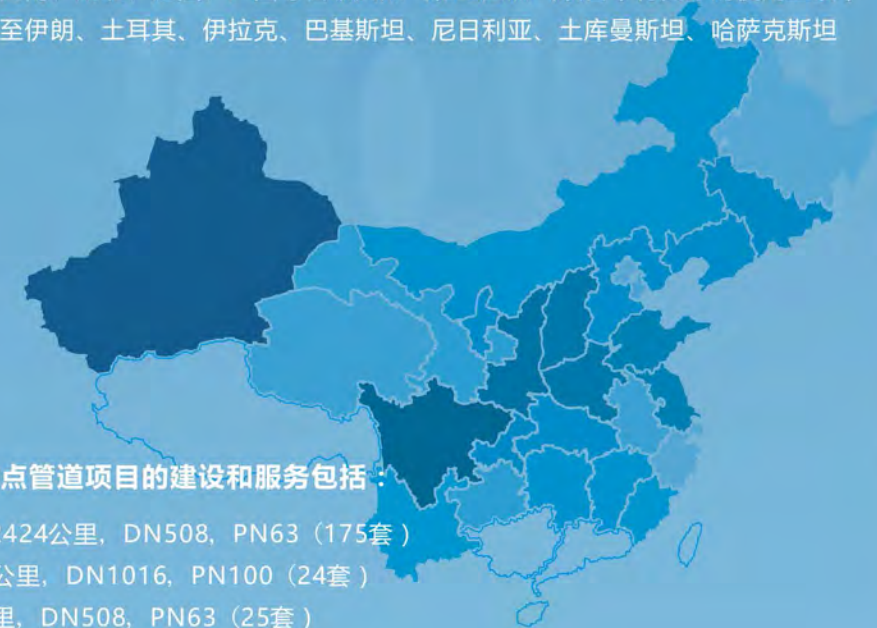 至伊朗、土耳其、伊拉克、巴基斯坦、尼日利亚、土库曼斯坦、哈萨克斯坦
点管道项目的建设和服务包括：
424公里, DN508, PN63（175套）
公里, DN1016, PN100（24套）
里, DN508, PN63（25套）